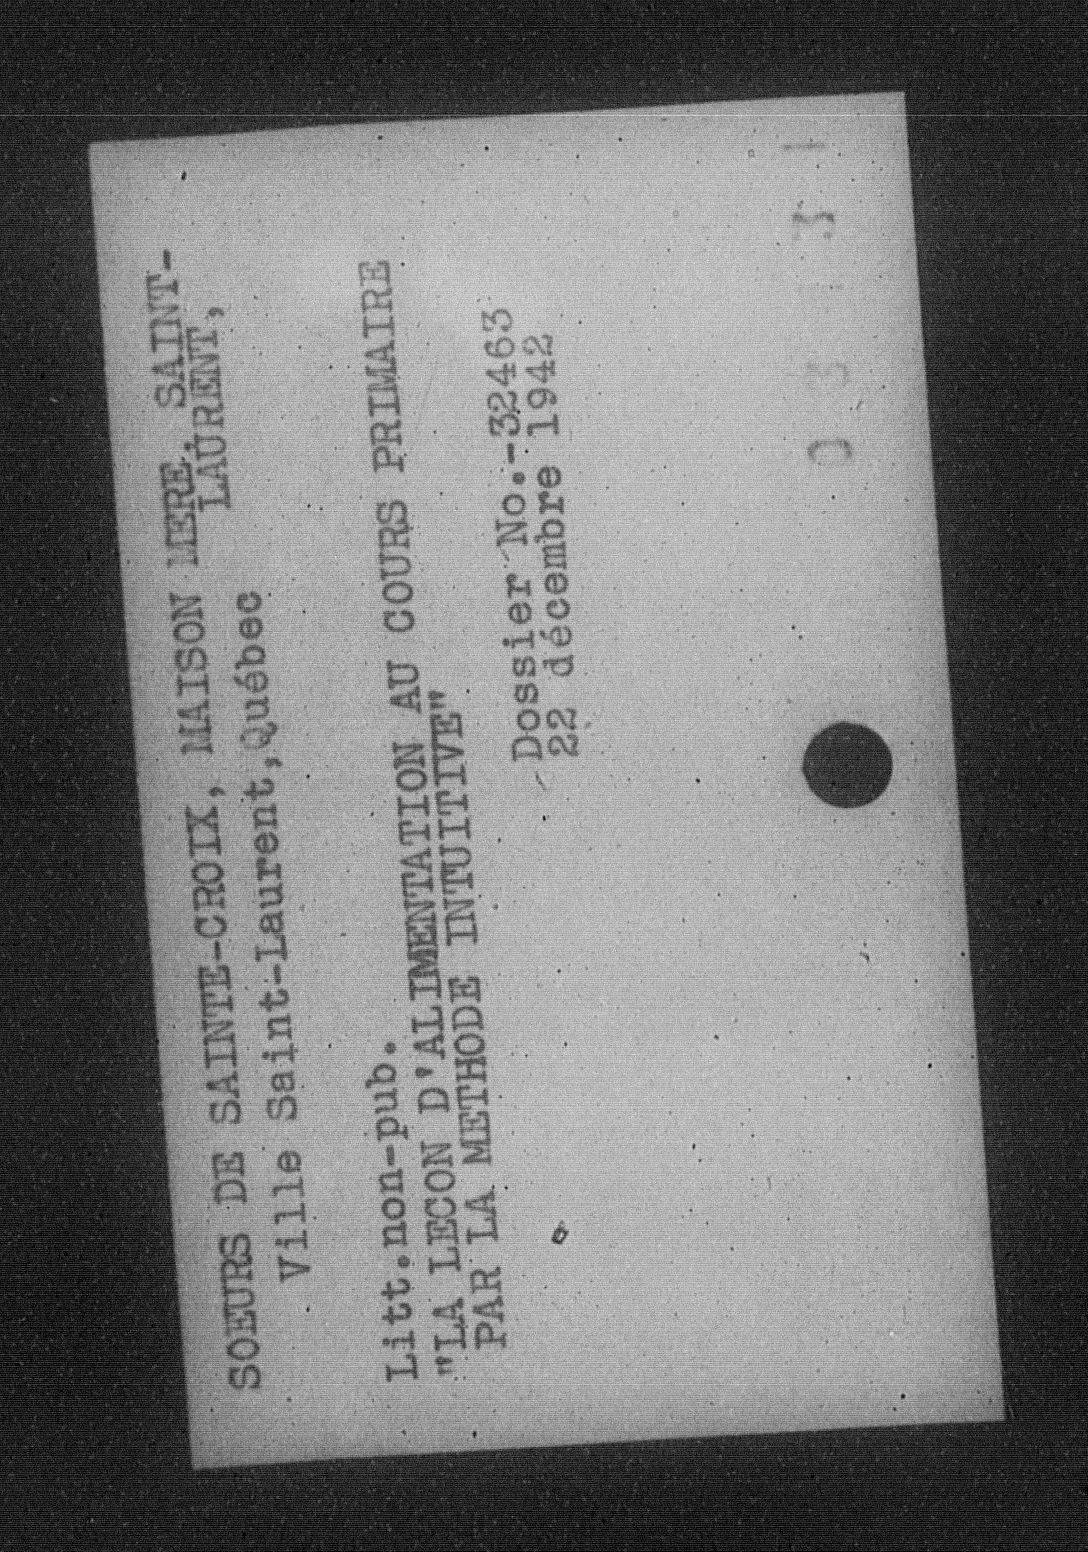 SOEURS DE SAINTE-CROIX, MAISON MERE, SAINT-
LAURENT,
Ville Saint-Laurent,Québec
Litt.non-pub.
"LA LECON D'ALIMENTATION AU COURS PRIMAIRE
PAR LA METHODE INTUITIVE"
Dossier No.-32463
22 décembre 1942